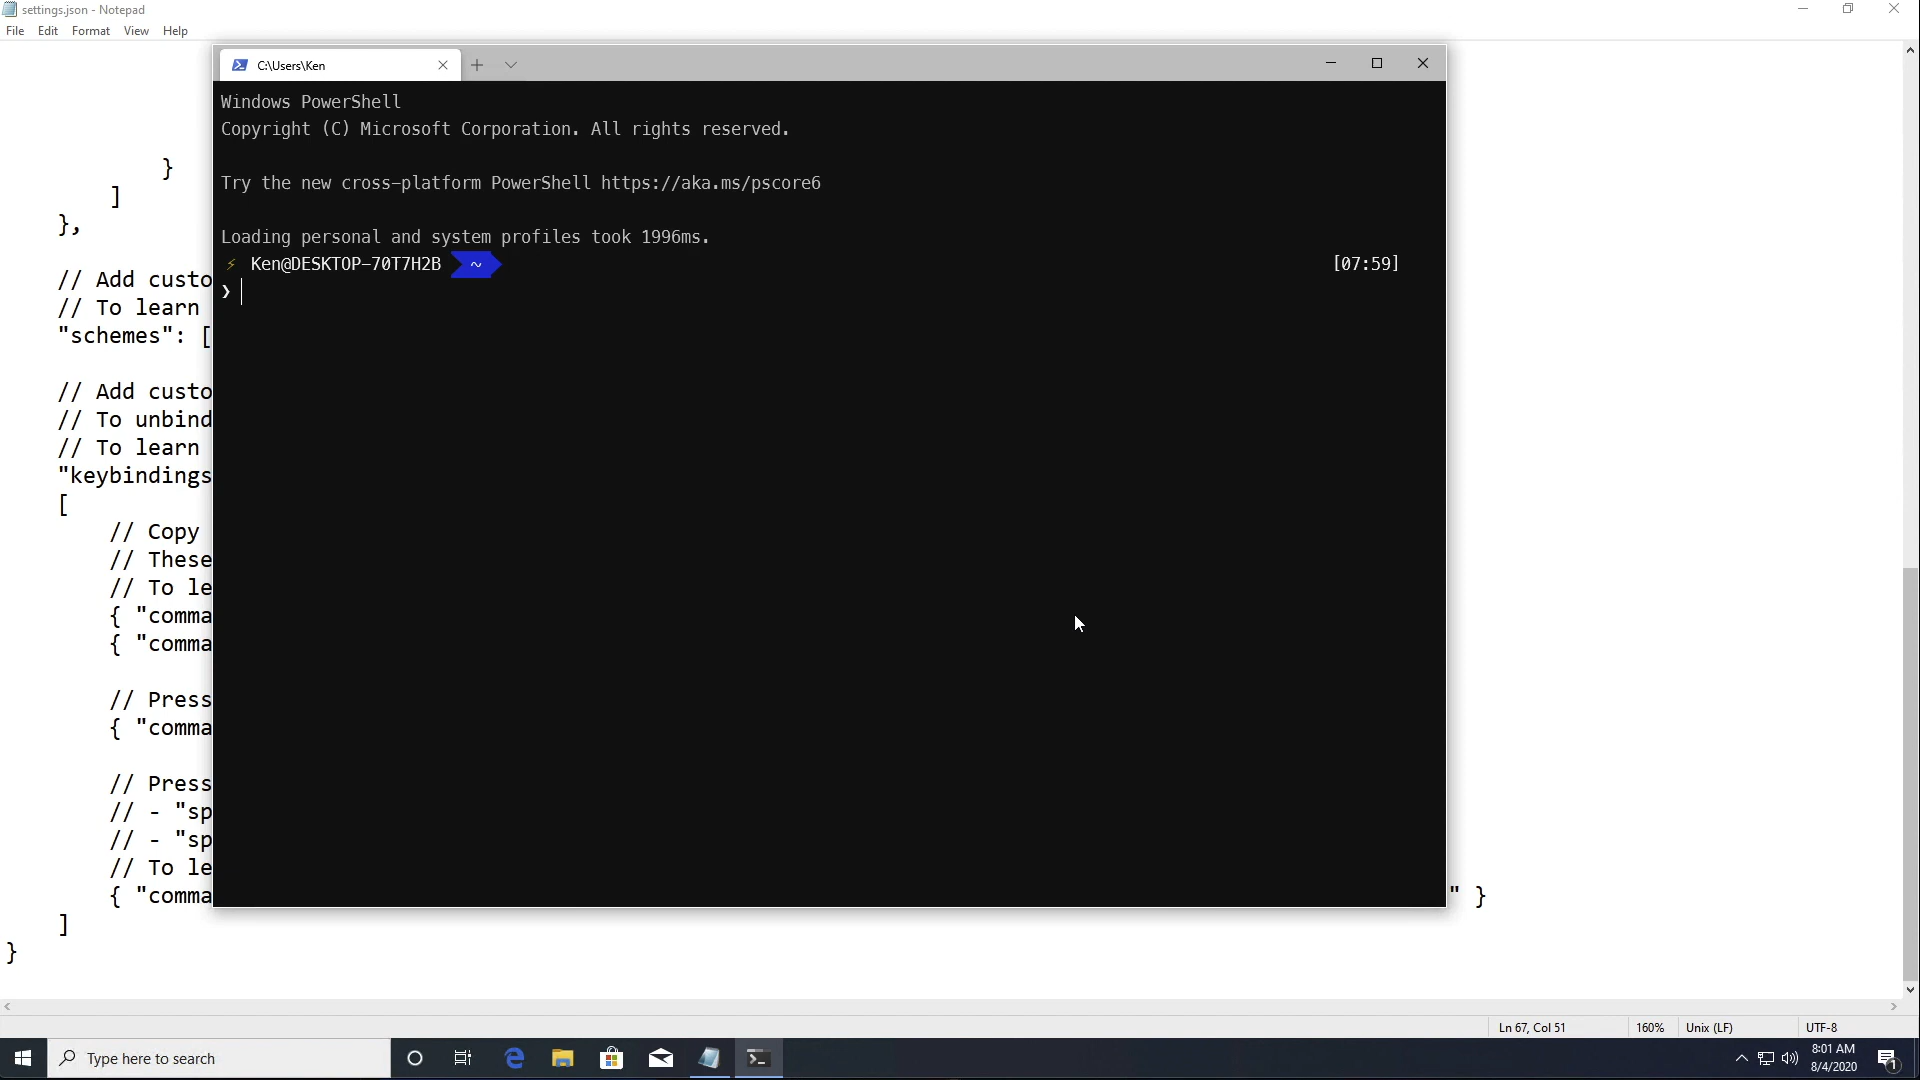 settings.json - Notepad
File Edit Format View Help
C:\Users\Ken
Windows PowerShell
Copyright (C) Microsoft Corporation. All rights reserved.
Try the new cross-platform PowerShell https://aka.ms/pscore6
Loading personal and system profiles took 1996ms.
⚡ Ken@DESKTOP-70T7H2B ~ [07:59]
❯
}
]
},
// Add custo
// To learn
"schemes": [
// Add custo
// To unbind
// To learn
"keybindings
[
// Copy
// These
// To le
{ "comma
{ "comma
// Press
{ "comma
// Press
// - "sp
// - "sp
// To le
{ "comma " }
]
}
Ln 67, Col 51 160% Unix (LF) UTF-8
Type here to search
8:01 AM
8/4/2020
1